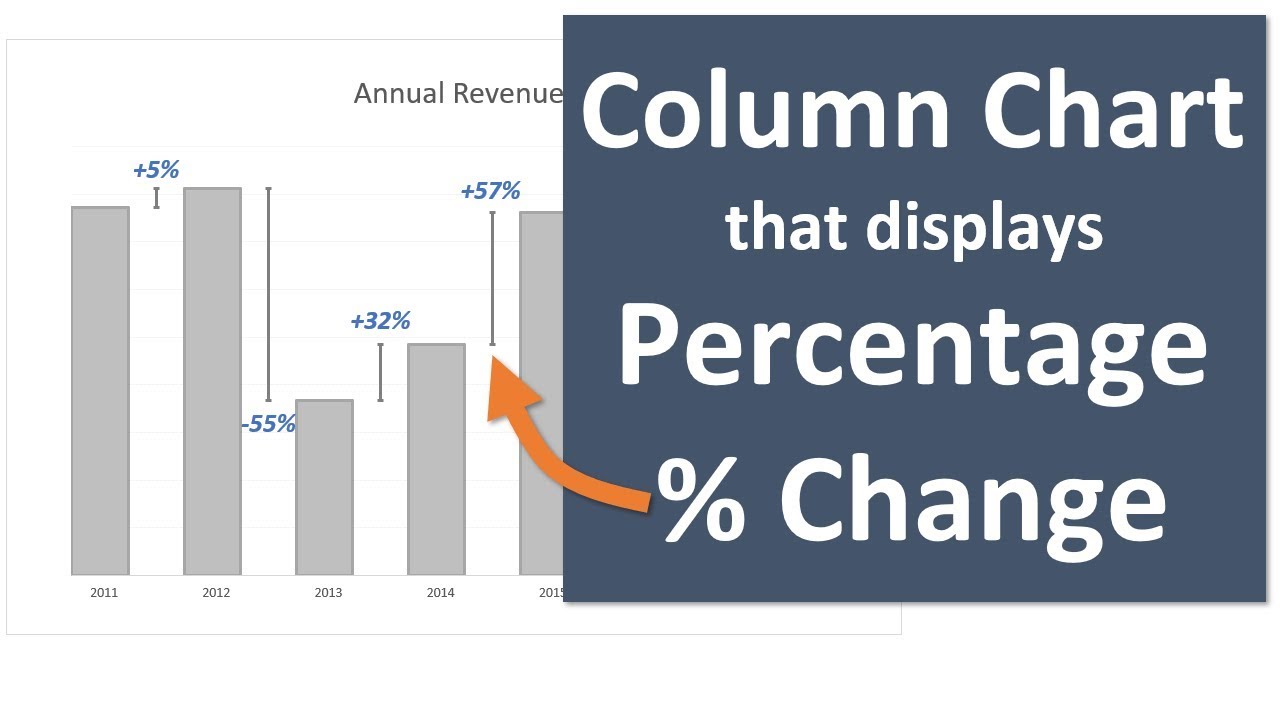 Annual Revenue
+5%
+57%
+32%
-55%
2011 2012 2013 2014 2015
Column Chart
that displays
Percentage
% Change